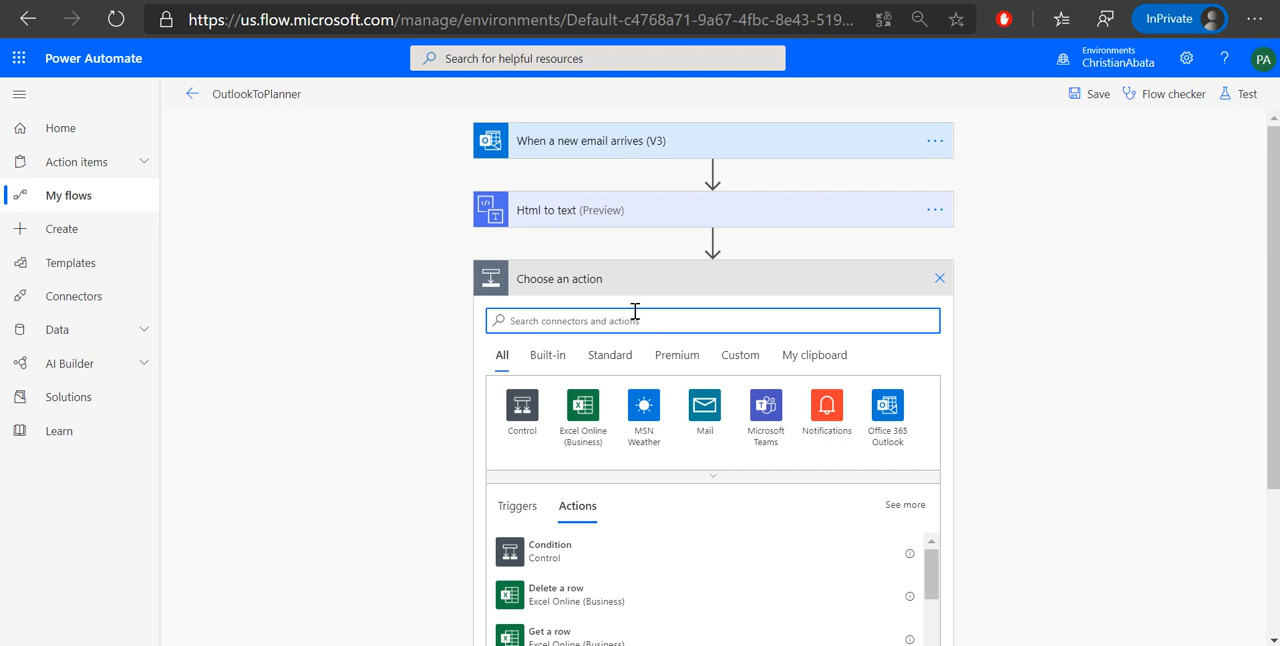 https://us.flow.microsoft.com/manage/environments/Default-c4768a71-9a67-4fbc-8e43-519...
InPrivate
Power Automate
Search for helpful resources
Environments
ChristianAbata
PA
OutlookToPlanner
Save
Flow checker
Test
Home
Action items
My flows
Create
Templates
Connectors
Data
AI Builder
Solutions
Learn
When a new email arrives (V3)
Html to text (Preview)
Choose an action
Search connectors and actions
All Built-in Standard Premium Custom My clipboard
Control
Excel Online
(Business)
MSN
Weather
Mail
Microsoft
Teams
Notifications
Office 365
Outlook
Triggers Actions See more
Condition
Control
Delete a row
Excel Online (Business)
Get a row
Excel Online (Business)